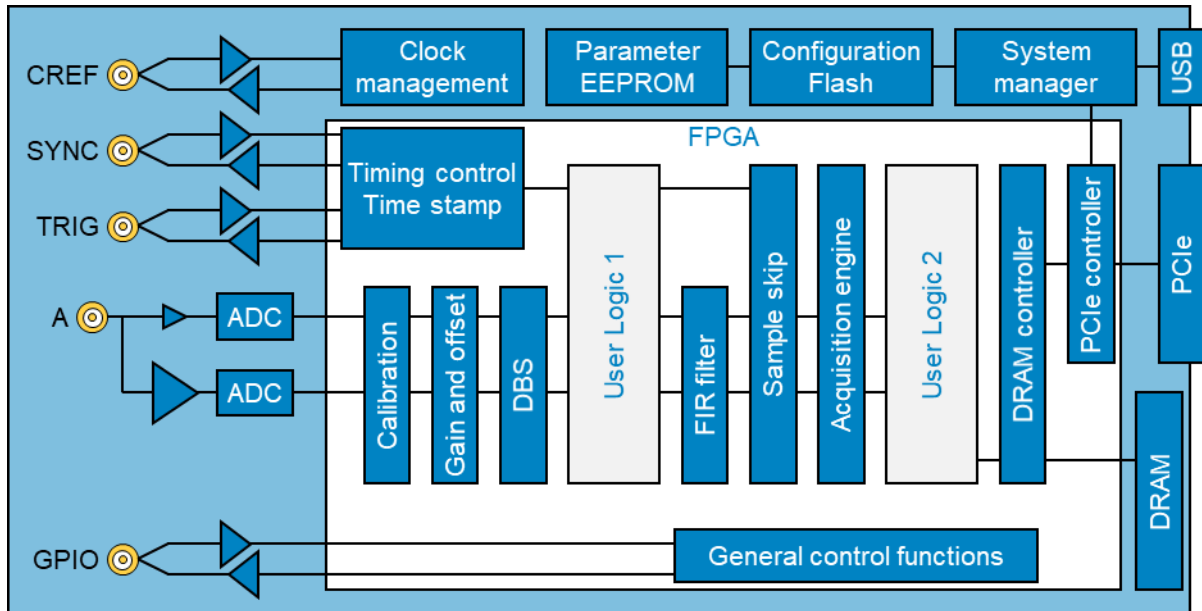 CREF
Clock
management
Parameter
EEPROM
Configuration
Flash
System
manager
USB
SYNC
TRIG
Timing control
Time stamp
FPGA
A
ADC
ADC
Calibration
Gain and offset
DBS
User Logic 1
FIR filter
Sample skip
Acquisition engine
User Logic 2
DRAM controller
PCIe controller
PCIe
DRAM
GPIO
General control functions